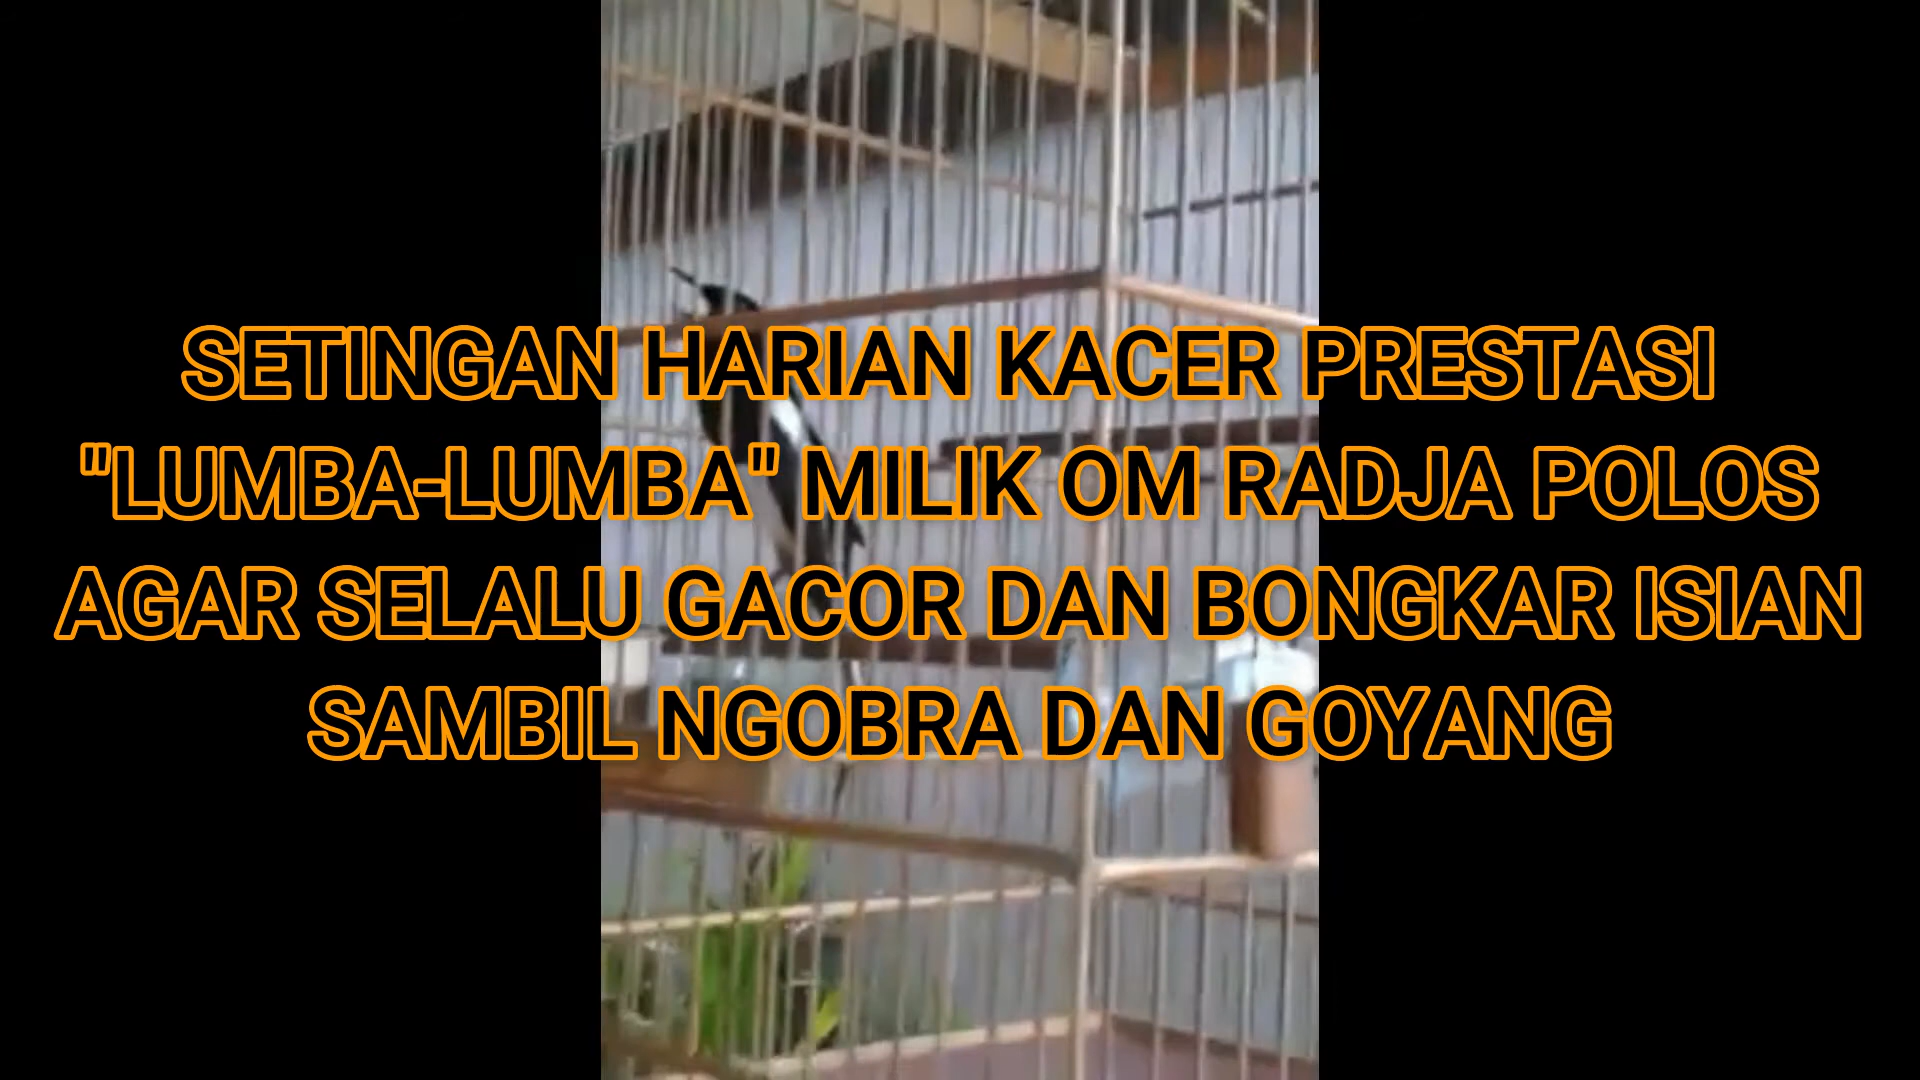 SETINGAN HARIAN KACER PRESTASI
"LUMBA-LUMBA" MILIK OM RADJA POLOS
AGAR SELALU GACOR DAN BONGKAR ISIAN
SAMBIL NGOBRA DAN GOYANG